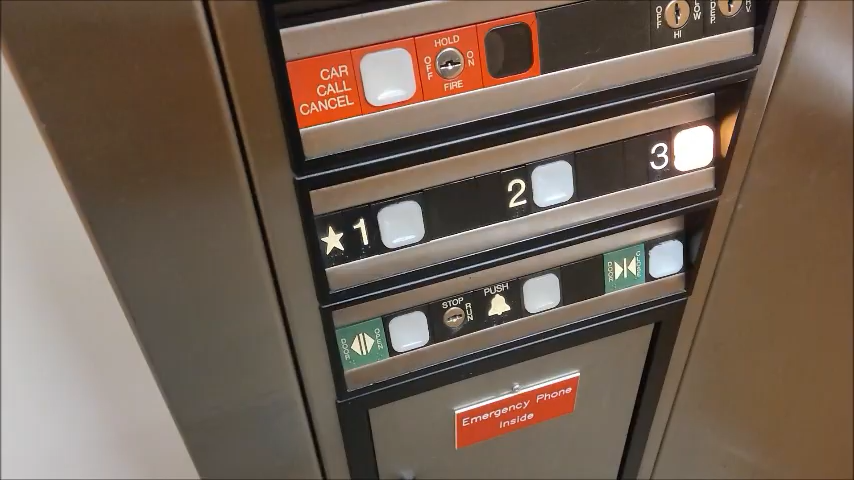 CAR
CALL
CANCEL
HOLD
OFF
ON
FIRE
OFF
LOW
HI
★ 1
2
3
DOOR
OPEN
STOP
RUN
PUSH
DOOR
CLOSE
Emergency Phone
Inside